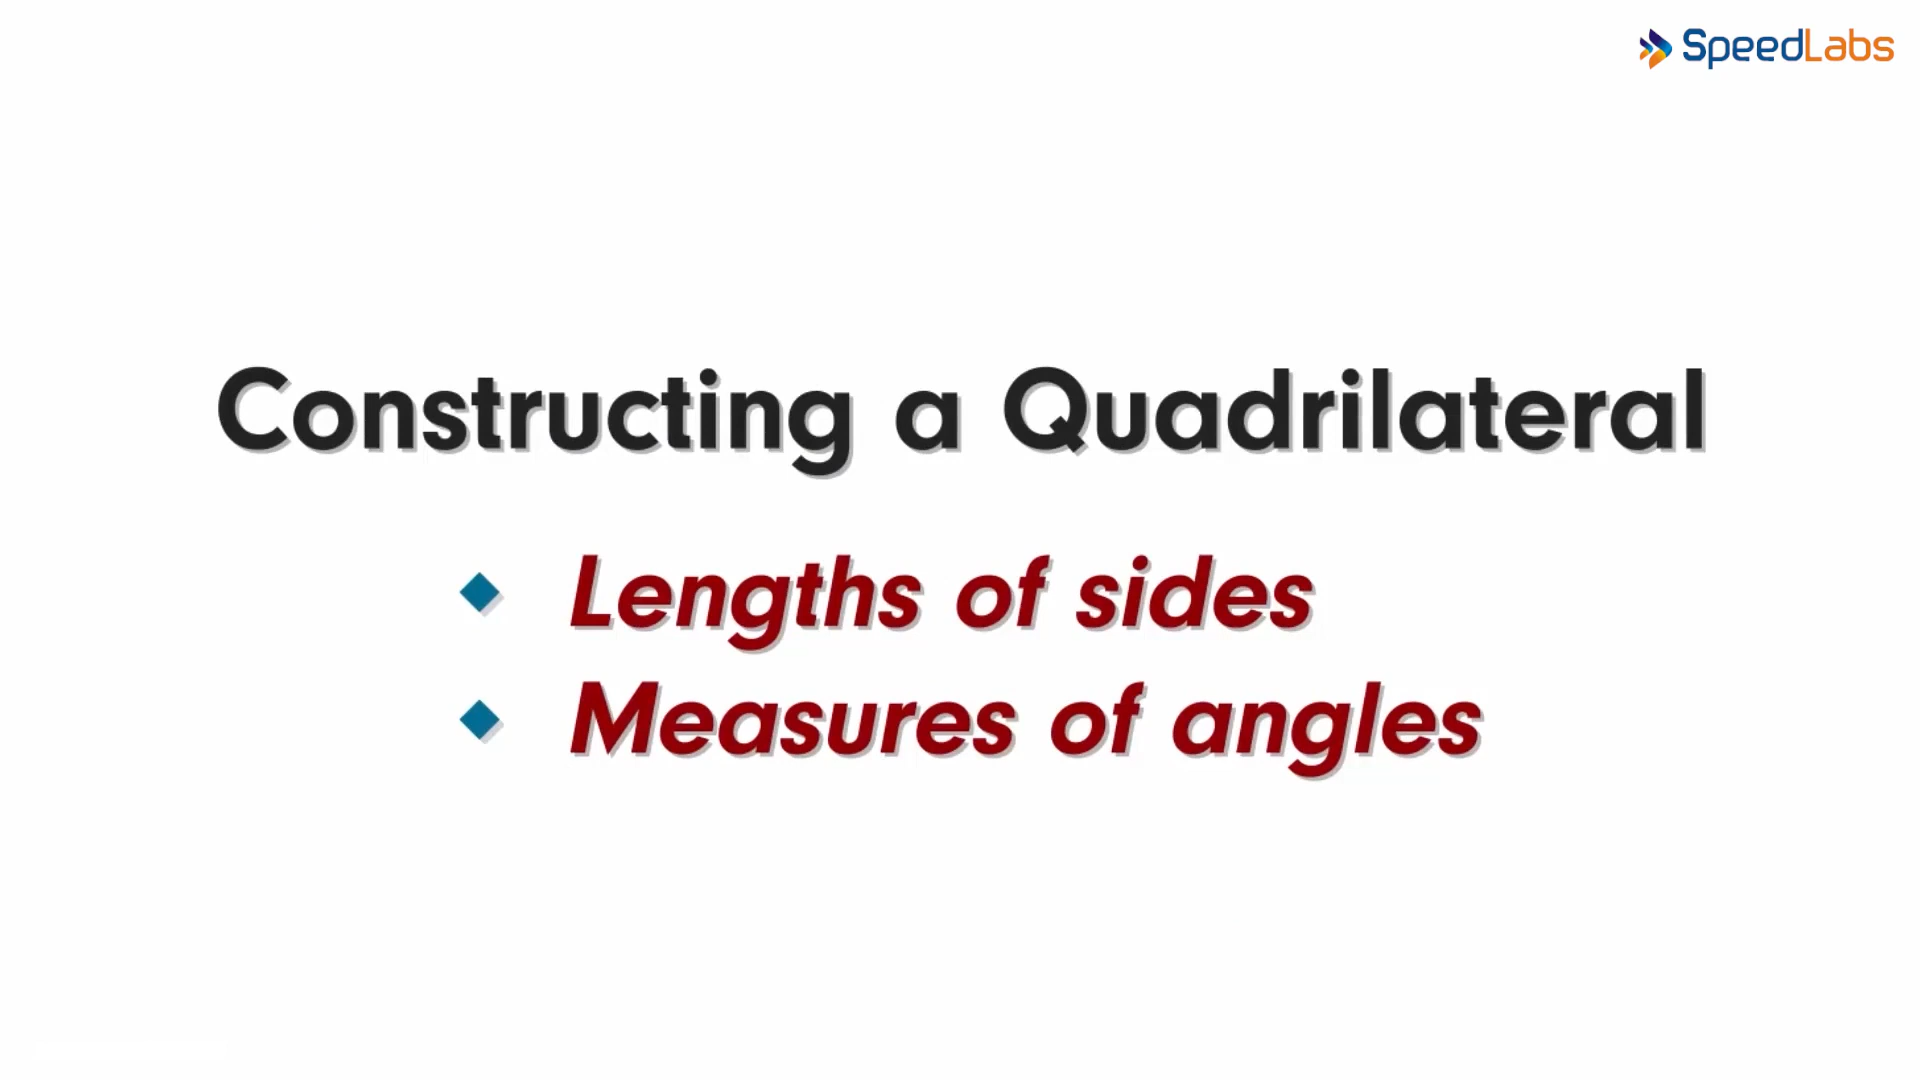 SpeedLabs
Constructing a Quadrilateral
Lengths of sides
Measures of angles